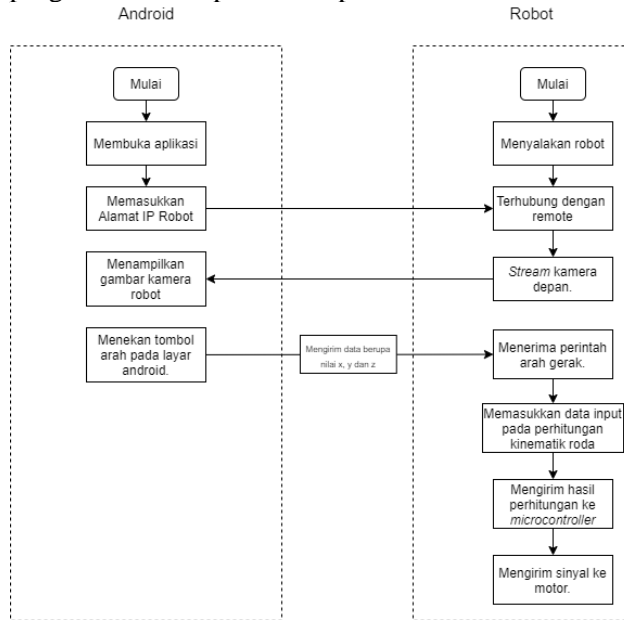 Android
Robot
Mulai
Membuka aplikasi
Memasukkan
Alamat IP Robot
Menampilkan
gambar kamera
robot
Menekan tombol
arah pada layar
android.
Mengirim data berupa
nilai x, y dan z
Mulai
Menyalakan robot
Terhubung dengan
remote
Stream kamera
depan.
Menerima perintah
arah gerak.
Memasukkan data input
pada perhitungan
kinematik roda
Mengirim hasil
perhitungan ke
microcontroller
Mengirim sinyal ke
motor.